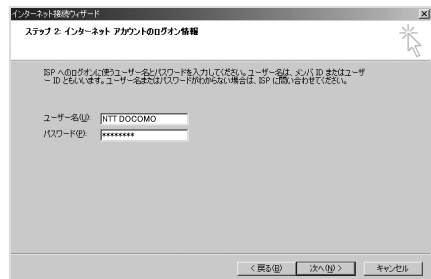 インターネット接続ウィザード
ステップ 2: インターネット アカウントのログオン情報
ISP へのログオンに使うユーザー名とパスワードを入力してください。ユーザー名は、メンバ ID またはユーザ
ー ID ともいいます。ユーザー名またはパスワードがわからない場合は、ISP に問い合わせてください。
ユーザー名(U): NTT DOCOMO
パスワード(P): ********
< 戻る(B) 次へ(N) > キャンセル